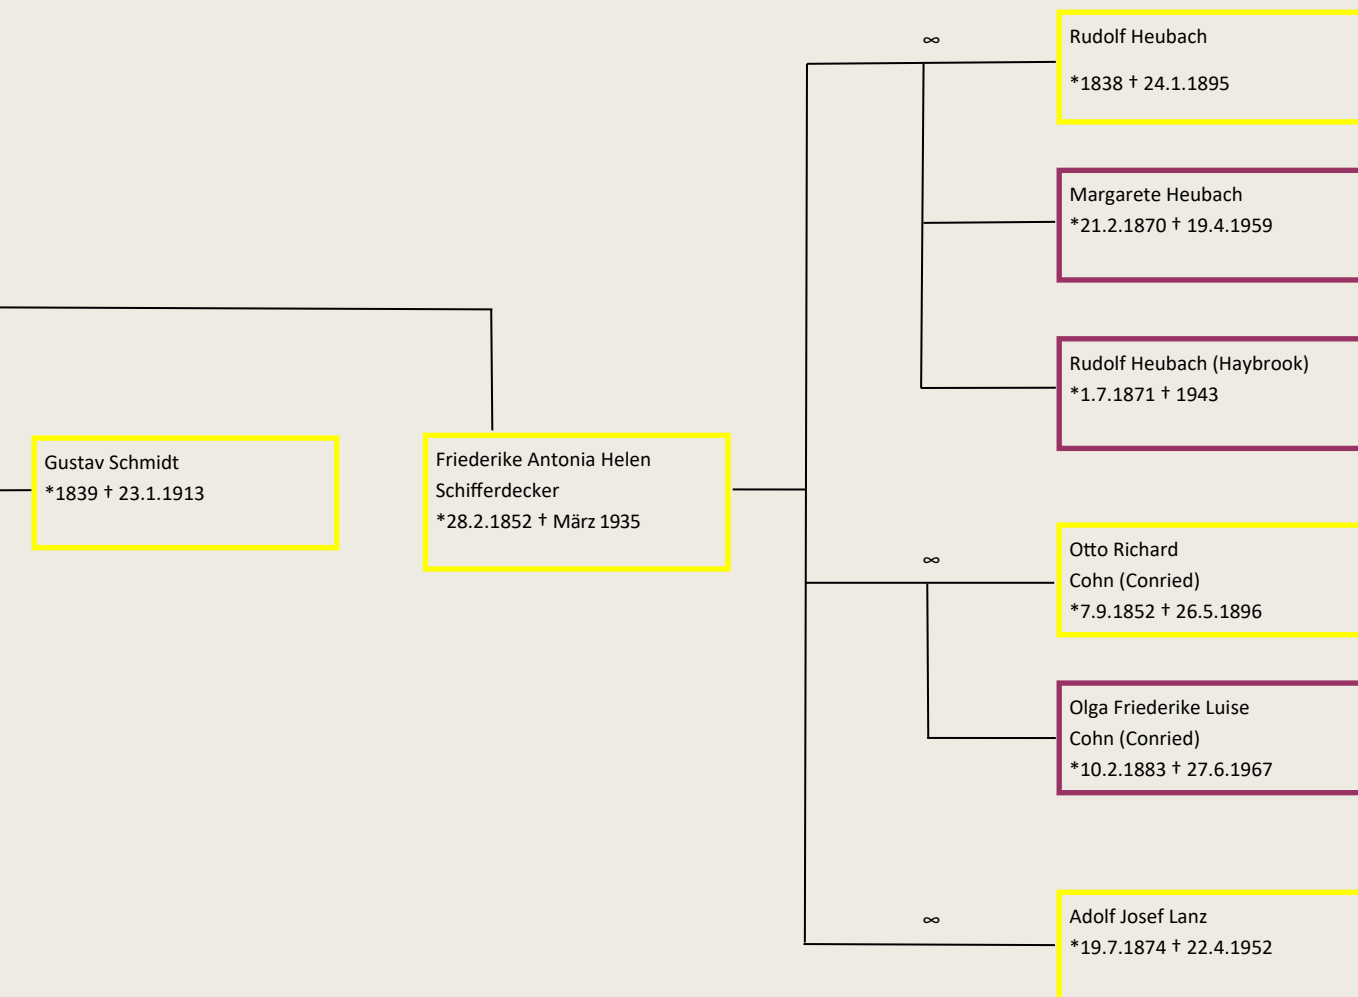 ∞
Rudolf Heubach
*1838 † 24.1.1895
Margarete Heubach
*21.2.1870 † 19.4.1959
Rudolf Heubach (Haybrook)
*1.7.1871 † 1943
Gustav Schmidt
*1839 † 23.1.1913
Friederike Antonia Helen
Schifferdecker
*28.2.1852 † März 1935
∞
Otto Richard
Cohn (Conried)
*7.9.1852 † 26.5.1896
Olga Friederike Luise
Cohn (Conried)
*10.2.1883 † 27.6.1967
∞
Adolf Josef Lanz
*19.7.1874 † 22.4.1952